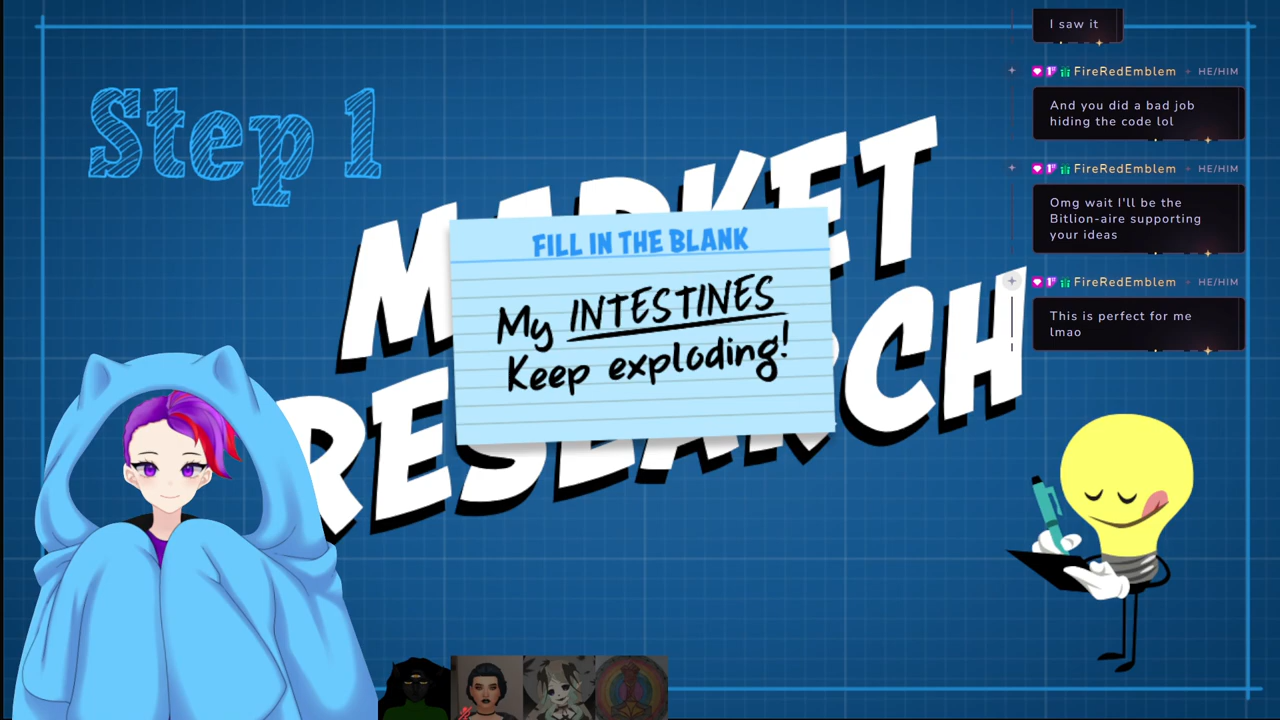 Step 1
MARKET
RESEARCH
FILL IN THE BLANK
My INTESTINES
Keep exploding!
I saw it
FireRedEmblem HE/HIM
And you did a bad job
hiding the code lol
FireRedEmblem HE/HIM
Omg wait I'll be the
Bitlion-aire supporting
your ideas
FireRedEmblem HE/HIM
This is perfect for me
lmao